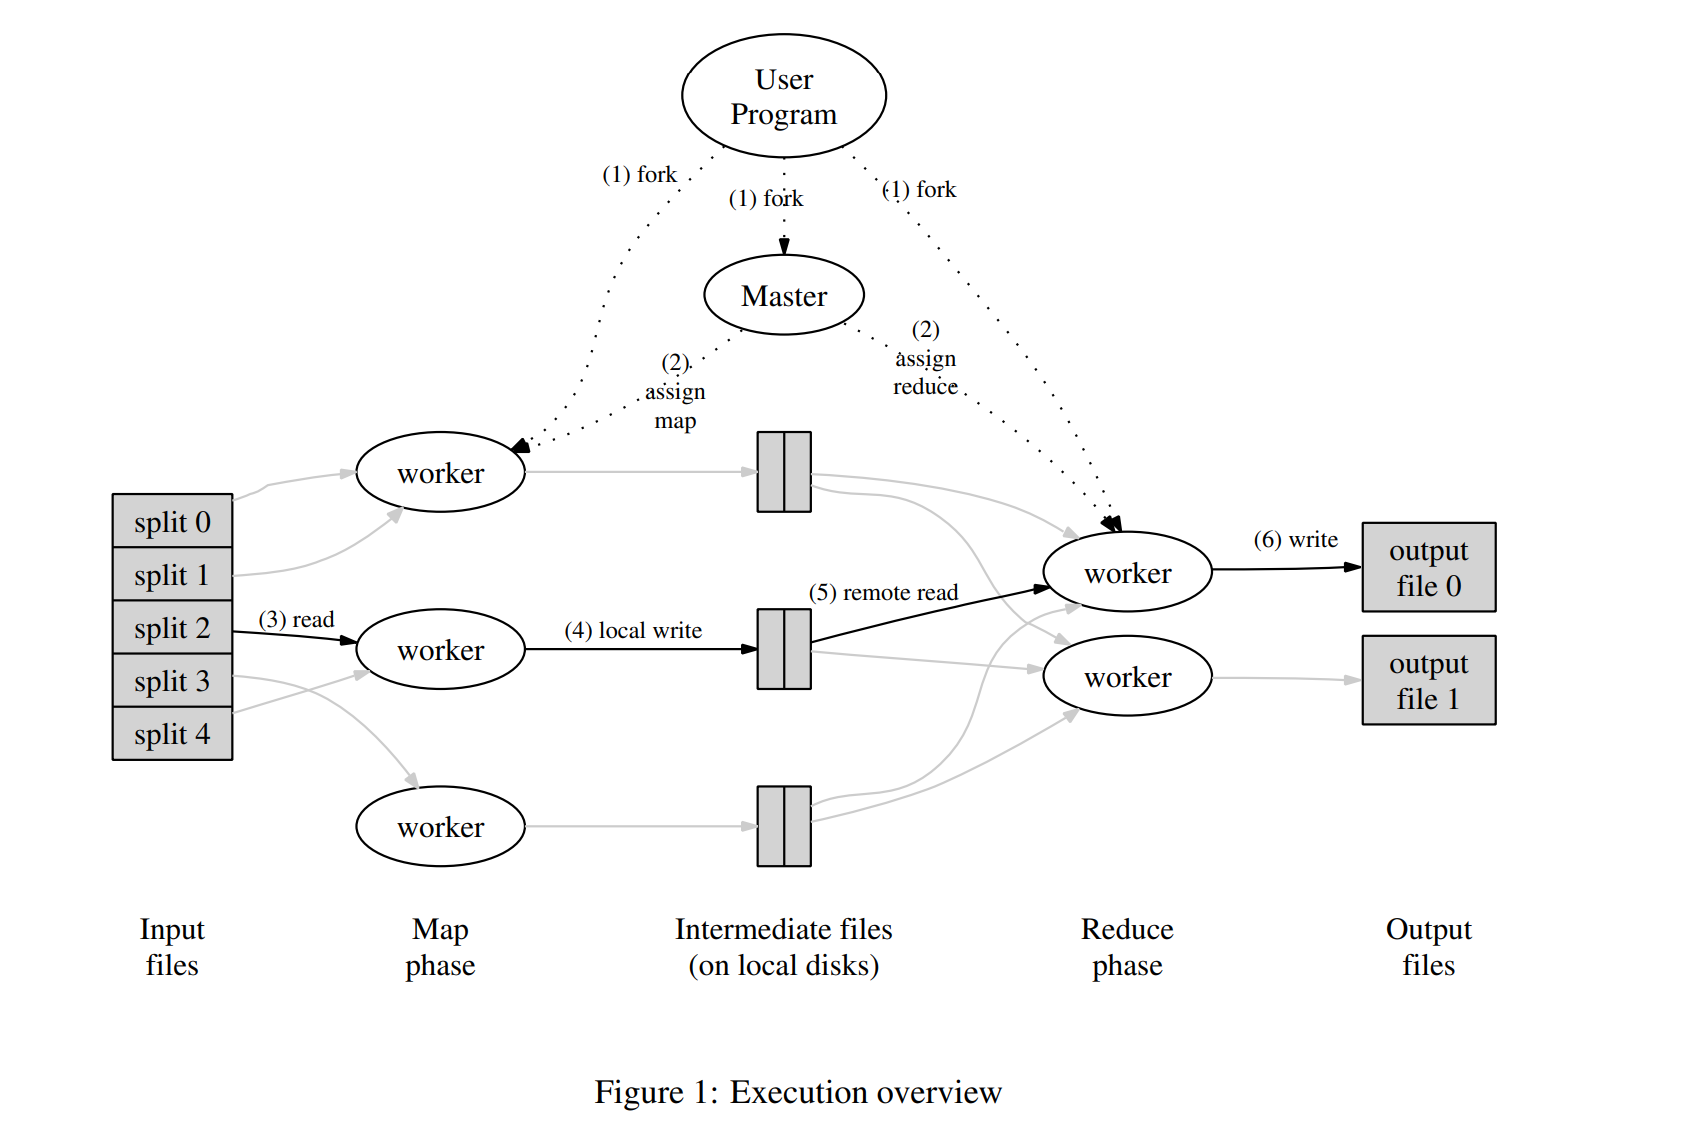 User
Program
(1) fork
(1) fork
(1) fork
Master
(2)
assign
map
(2)
assign
reduce
split 0
split 1
split 2
split 3
split 4
(3) read
worker
worker
worker
(4) local write
(5) remote read
worker
worker
(6) write
output
file 0
output
file 1
Input
files
Map
phase
Intermediate files
(on local disks)
Reduce
phase
Output
files
Figure 1: Execution overview